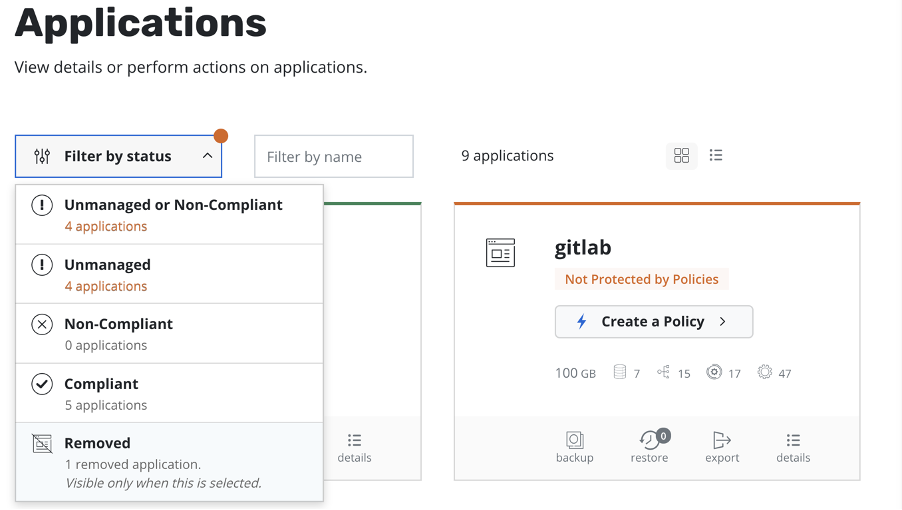 Applications
View details or perform actions on applications.
Filter by status
Filter by name
9 applications
Unmanaged or Non-Compliant
4 applications
Unmanaged
4 applications
Non-Compliant
0 applications
Compliant
5 applications
Removed
1 removed application.
Visible only when this is selected.
details
gitlab
Not Protected by Policies
Create a Policy
100 GB 7 15 17 47
0
backup restore export details